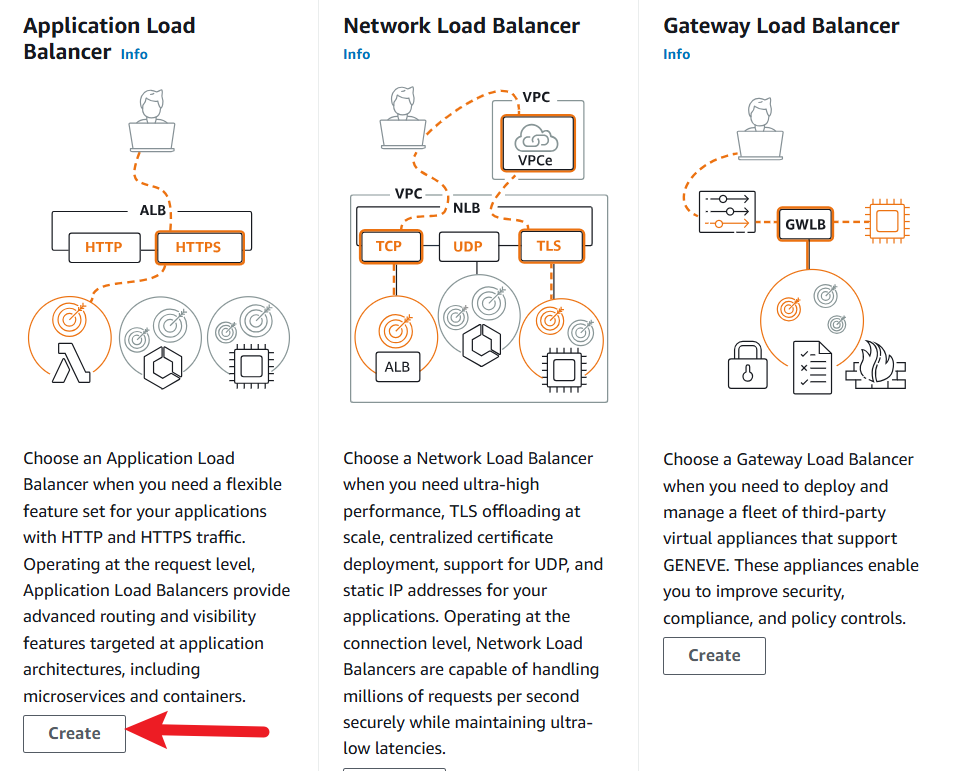 Application Load
Balancer Info
ALB
HTTP
HTTPS
Choose an Application Load
Balancer when you need a flexible
feature set for your applications
with HTTP and HTTPS traffic.
Operating at the request level,
Application Load Balancers provide
advanced routing and visibility
features targeted at application
architectures, including
microservices and containers.
Create
Network Load Balancer
Info
VPC
VPCe
VPC
NLB
TCP
UDP
TLS
ALB
Choose a Network Load Balancer
when you need ultra-high
performance, TLS offloading at
scale, centralized certificate
deployment, support for UDP, and
static IP addresses for your
applications. Operating at the
connection level, Network Load
Balancers are capable of handling
millions of requests per second
securely while maintaining ultra-
low latencies.
Gateway Load Balancer
Info
GWLB
Choose a Gateway Load Balancer
when you need to deploy and
manage a fleet of third-party
virtual appliances that support
GENEVE. These appliances enable
you to improve security,
compliance, and policy controls.
Create